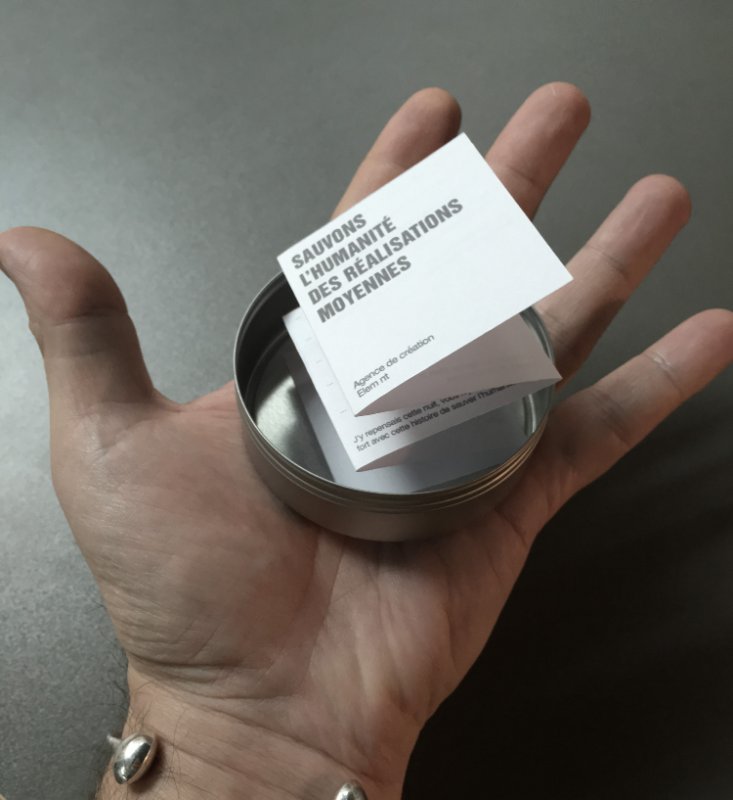 SAUVONS
L'HUMANITÉ
DES RÉALISATIONS
MOYENNES
Agence de création
Elem nt
J'y repensais cette nuit,
fort avec cette histoire de sauver l'humanité